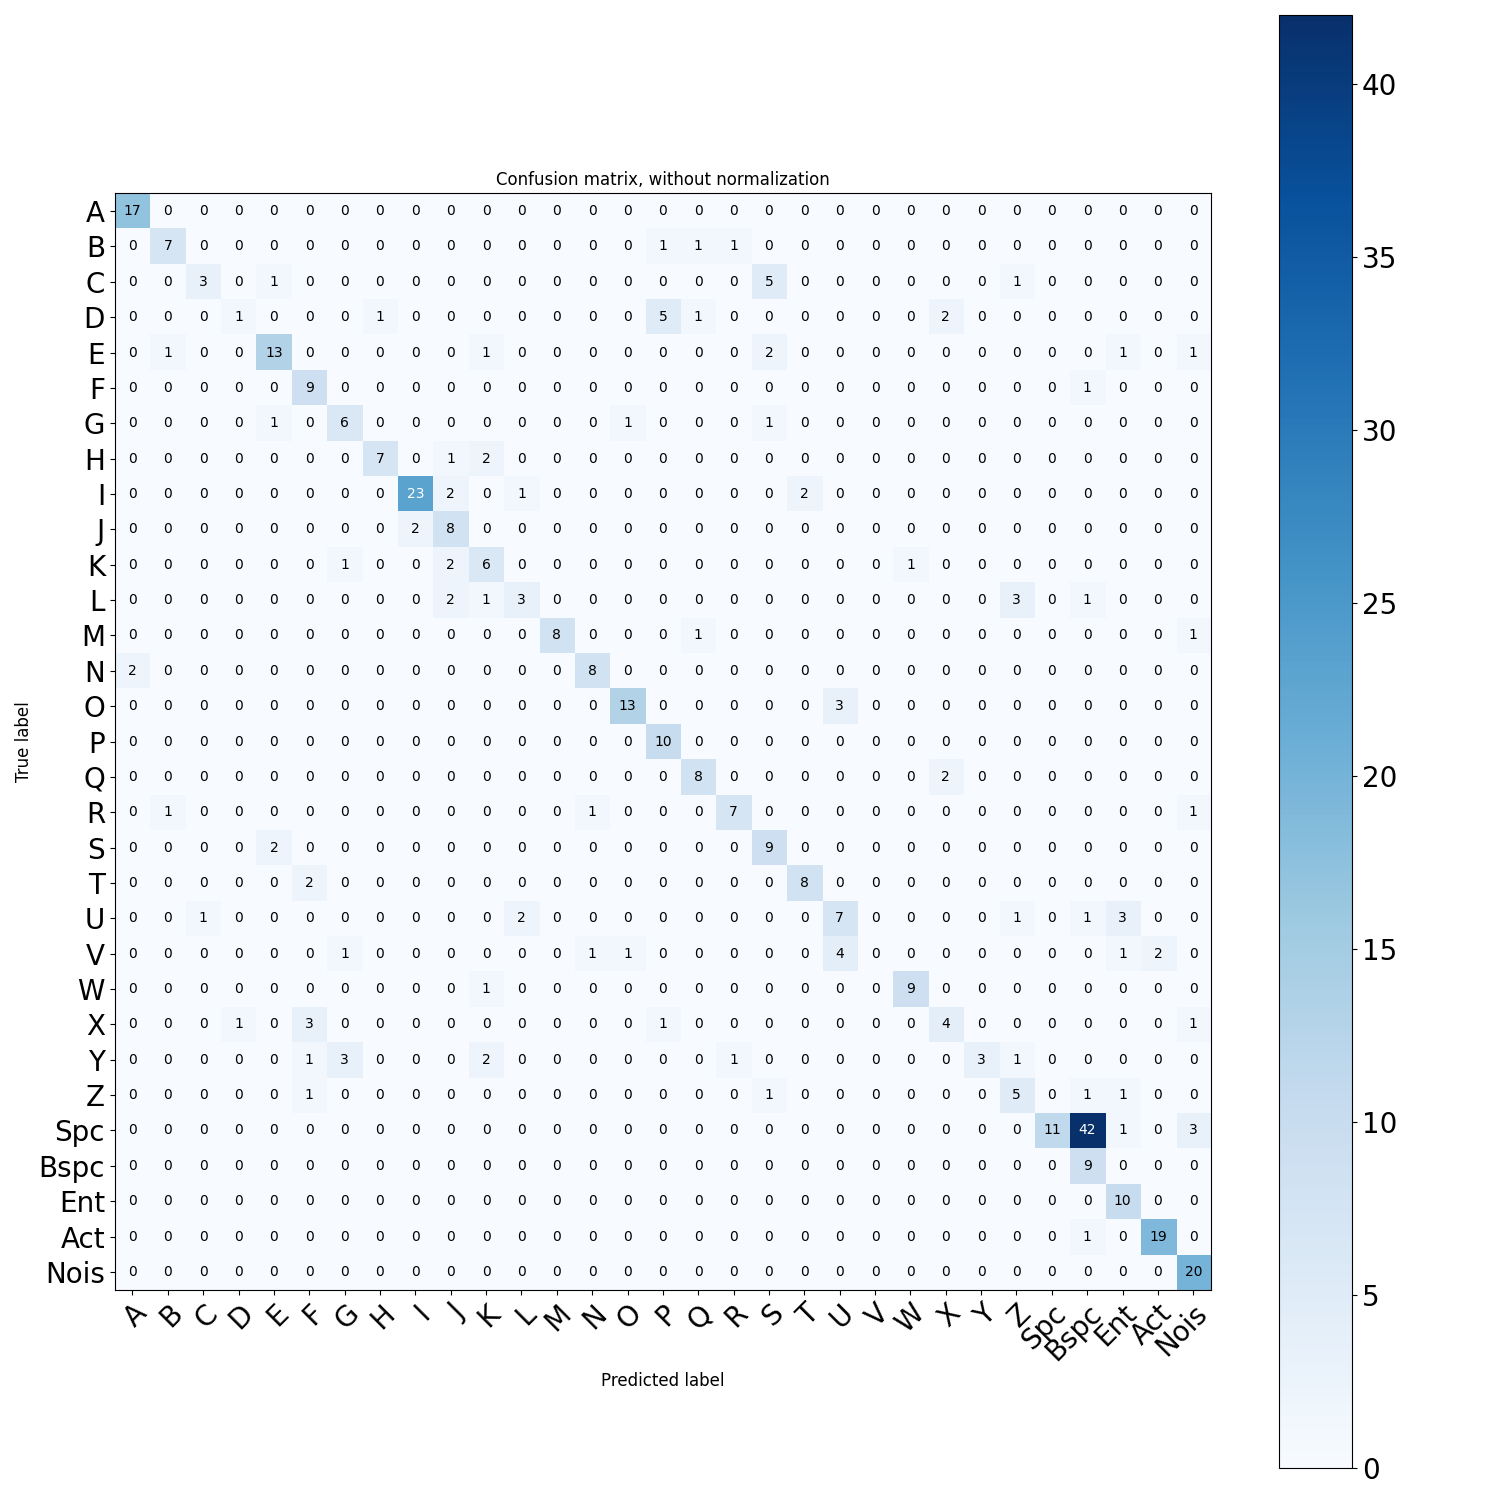 Confusion matrix, without normalization
A 17 0 0 0 0 0 0 0 0 0 0 0 0 0 0 0 0 0 0 0 0 0 0 0 0 0 0 0 0 0 0
B 0 7 0 0 0 0 0 0 0 0 0 0 0 0 0 1 1 1 0 0 0 0 0 0 0 0 0 0 0 0 0
C 0 0 3 0 1 0 0 0 0 0 0 0 0 0 0 0 0 0 5 0 0 0 0 0 0 1 0 0 0 0 0
D 0 0 0 1 0 0 0 1 0 0 0 0 0 0 0 5 1 0 0 0 0 0 0 2 0 0 0 0 0 0 0
E 0 1 0 0 13 0 0 0 0 0 1 0 0 0 0 0 0 0 2 0 0 0 0 0 0 0 0 0 1 0 1
F 0 0 0 0 0 9 0 0 0 0 0 0 0 0 0 0 0 0 0 0 0 0 0 0 0 0 0 1 0 0 0
G 0 0 0 0 1 0 6 0 0 0 0 0 0 0 1 0 0 0 1 0 0 0 0 0 0 0 0 0 0 0 0
H 0 0 0 0 0 0 0 7 0 1 2 0 0 0 0 0 0 0 0 0 0 0 0 0 0 0 0 0 0 0 0
I 0 0 0 0 0 0 0 0 23 2 0 1 0 0 0 0 0 0 0 2 0 0 0 0 0 0 0 0 0 0 0
J 0 0 0 0 0 0 0 0 2 8 0 0 0 0 0 0 0 0 0 0 0 0 0 0 0 0 0 0 0 0 0
K 0 0 0 0 0 0 1 0 0 2 6 0 0 0 0 0 0 0 0 0 0 0 1 0 0 0 0 0 0 0 0
L 0 0 0 0 0 0 0 0 0 2 1 3 0 0 0 0 0 0 0 0 0 0 0 0 0 3 0 1 0 0 0
M 0 0 0 0 0 0 0 0 0 0 0 0 8 0 0 0 1 0 0 0 0 0 0 0 0 0 0 0 0 0 1
N 2 0 0 0 0 0 0 0 0 0 0 0 0 8 0 0 0 0 0 0 0 0 0 0 0 0 0 0 0 0 0
O 0 0 0 0 0 0 0 0 0 0 0 0 0 0 13 0 0 0 0 0 3 0 0 0 0 0 0 0 0 0 0
P 0 0 0 0 0 0 0 0 0 0 0 0 0 0 0 10 0 0 0 0 0 0 0 0 0 0 0 0 0 0 0
Q 0 0 0 0 0 0 0 0 0 0 0 0 0 0 0 0 8 0 0 0 0 0 0 2 0 0 0 0 0 0 0
R 0 1 0 0 0 0 0 0 0 0 0 0 0 1 0 0 0 7 0 0 0 0 0 0 0 0 0 0 0 0 1
S 0 0 0 0 2 0 0 0 0 0 0 0 0 0 0 0 0 0 9 0 0 0 0 0 0 0 0 0 0 0 0
T 0 0 0 0 0 2 0 0 0 0 0 0 0 0 0 0 0 0 0 8 0 0 0 0 0 0 0 0 0 0 0
U 0 0 1 0 0 0 0 0 0 0 0 2 0 0 0 0 0 0 0 0 7 0 0 0 0 1 0 1 3 0 0
V 0 0 0 0 0 0 1 0 0 0 0 0 0 1 1 0 0 0 0 0 4 0 0 0 0 0 0 0 1 2 0
W 0 0 0 0 0 0 0 0 0 0 1 0 0 0 0 0 0 0 0 0 0 0 9 0 0 0 0 0 0 0 0
X 0 0 0 1 0 3 0 0 0 0 0 0 0 0 0 1 0 0 0 0 0 0 0 4 0 0 0 0 0 0 1
Y 0 0 0 0 0 1 3 0 0 0 2 0 0 0 0 0 0 1 0 0 0 0 0 0 3 1 0 0 0 0 0
Z 0 0 0 0 0 1 0 0 0 0 0 0 0 0 0 0 0 0 1 0 0 0 0 0 0 5 0 1 1 0 0
Spc 0 0 0 0 0 0 0 0 0 0 0 0 0 0 0 0 0 0 0 0 0 0 0 0 0 0 11 42 1 0 3
Bspc 0 0 0 0 0 0 0 0 0 0 0 0 0 0 0 0 0 0 0 0 0 0 0 0 0 0 0 9 0 0 0
Ent 0 0 0 0 0 0 0 0 0 0 0 0 0 0 0 0 0 0 0 0 0 0 0 0 0 0 0 0 10 0 0
Act 0 0 0 0 0 0 0 0 0 0 0 0 0 0 0 0 0 0 0 0 0 0 0 0 0 0 0 1 0 19 0
Nois 0 0 0 0 0 0 0 0 0 0 0 0 0 0 0 0 0 0 0 0 0 0 0 0 0 0 0 0 0 0 20
A B C D E F G H I J K L M N O P Q R S T U V W X Y Z Spc Bspc Ent Act Nois
Predicted label
True label
40
35
30
25
20
15
10
5
0